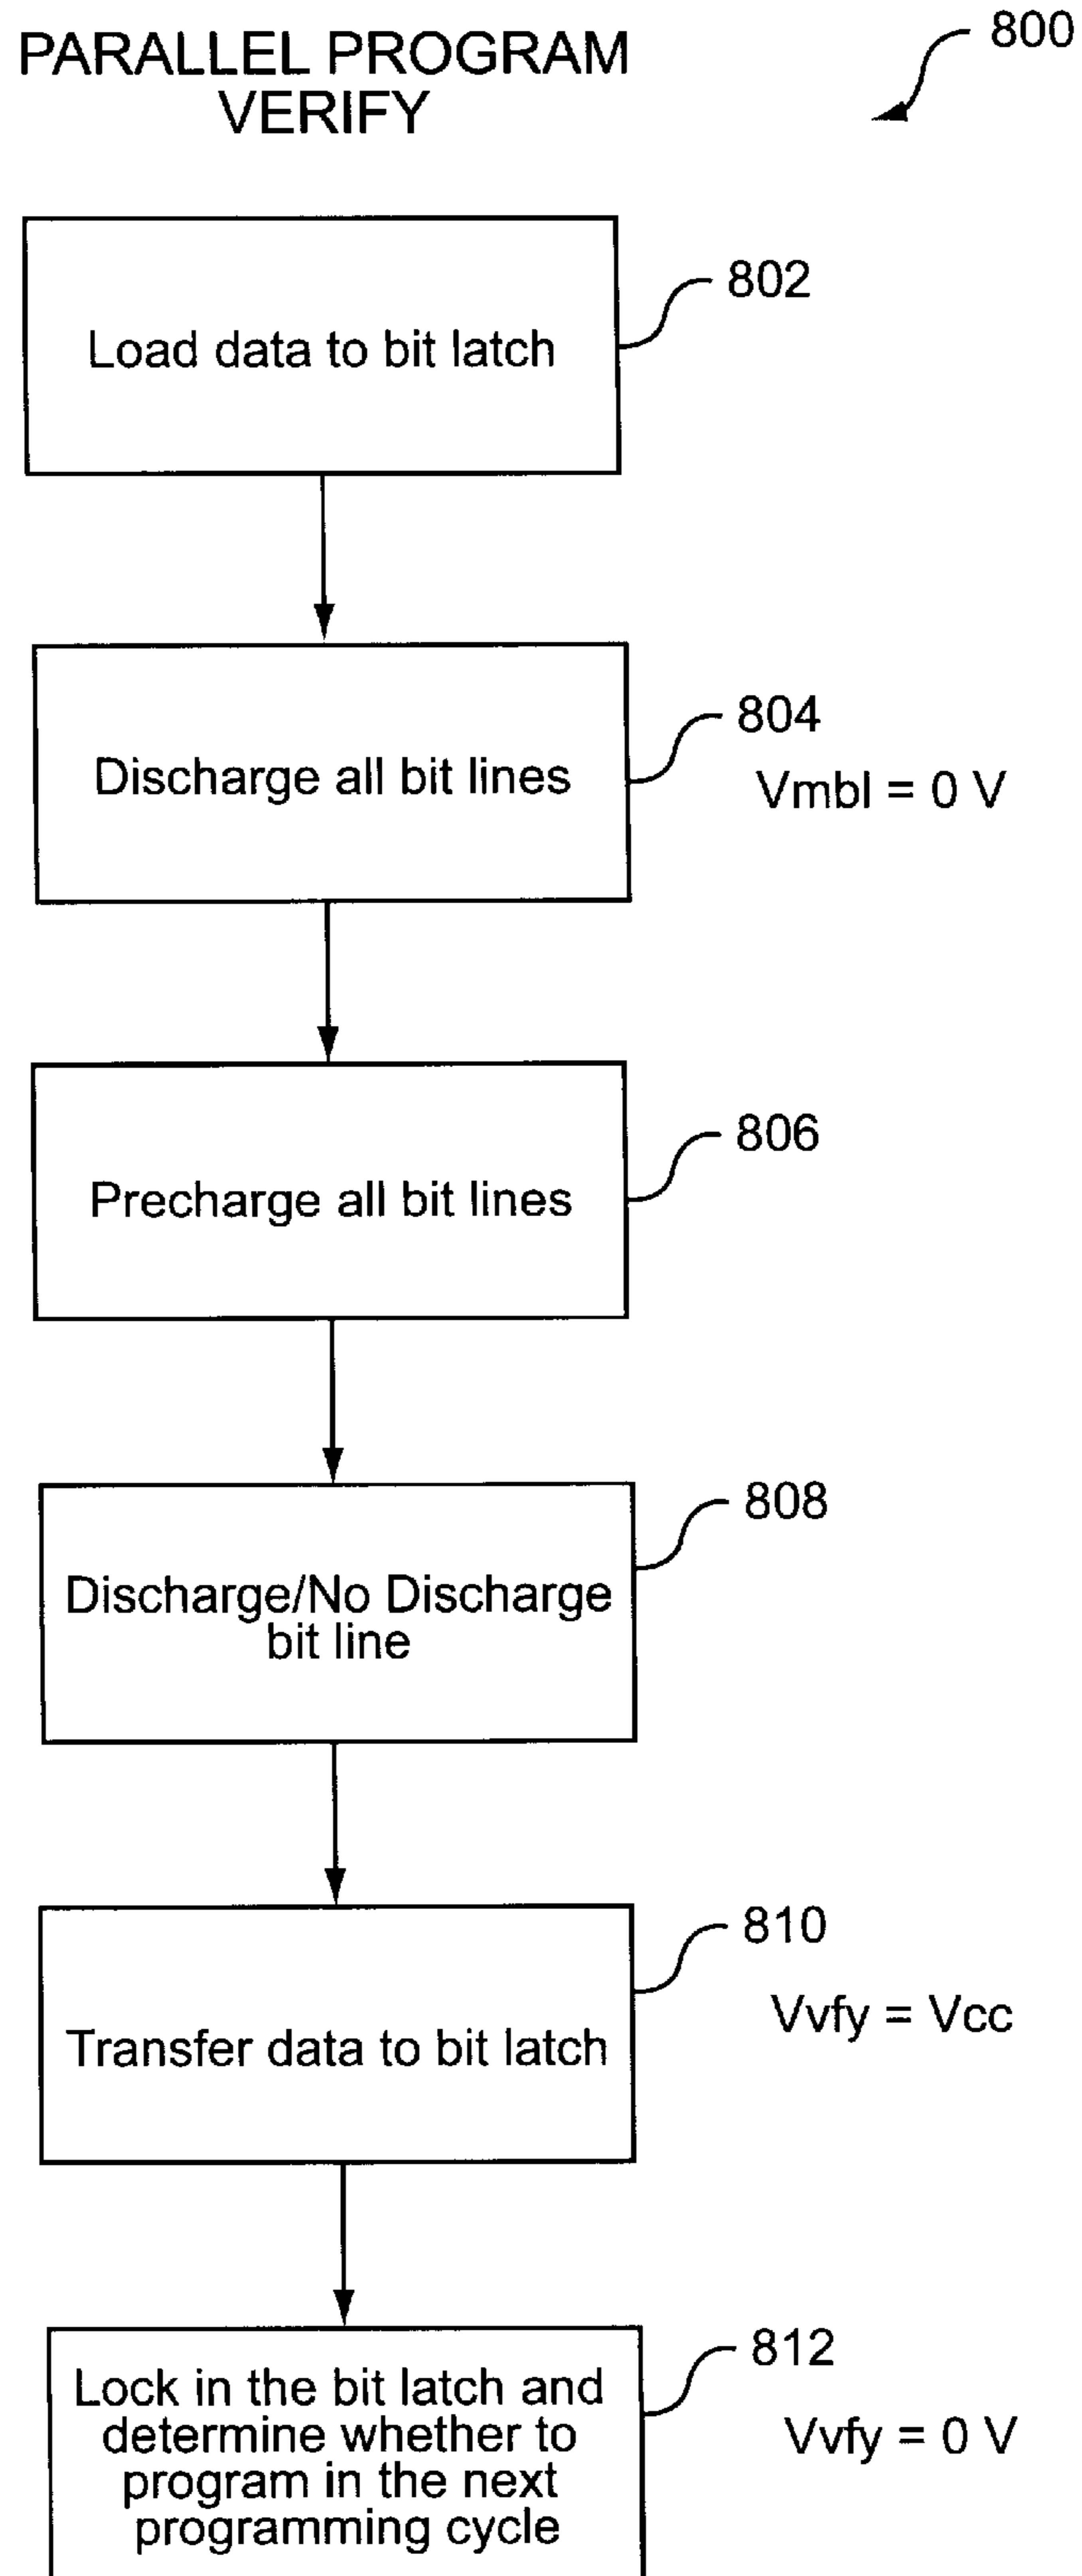 PARALLEL PROGRAM
VERIFY
800
802
Load data to bit latch
804
Discharge all bit lines
Vmbl = 0 V
806
Precharge all bit lines
808
Discharge/No Discharge
bit line
810
Transfer data to bit latch
Vvfy = Vcc
812
Lock in the bit latch and
determine whether to
program in the next
programming cycle
Vvfy = 0 V